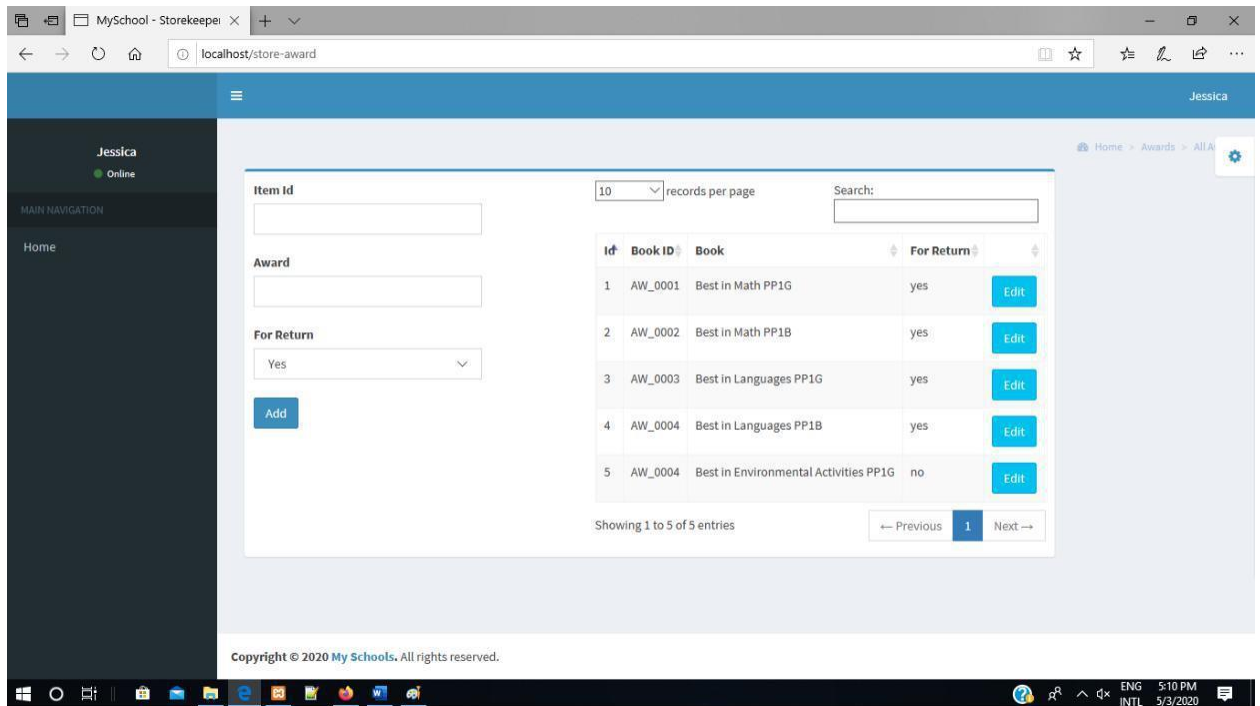 MySchool - Storekeeper
localhost/store-award
Jessica
Jessica
Online
MAIN NAVIGATION
Home
Home > Awards > All A
Item Id
Award
For Return
Yes
Add
10 records per page Search:
Id Book ID Book For Return
1 AW_0001 Best in Math PP1G yes Edit
2 AW_0002 Best in Math PP1B yes Edit
3 AW_0003 Best in Languages PP1G yes Edit
4 AW_0004 Best in Languages PP1B yes Edit
5 AW_0004 Best in Environmental Activities PP1G no Edit
Showing 1 to 5 of 5 entries ← Previous 1 Next →
Copyright © 2020 My Schools. All rights reserved.
ENG 5:10 PM
INTL 5/3/2020